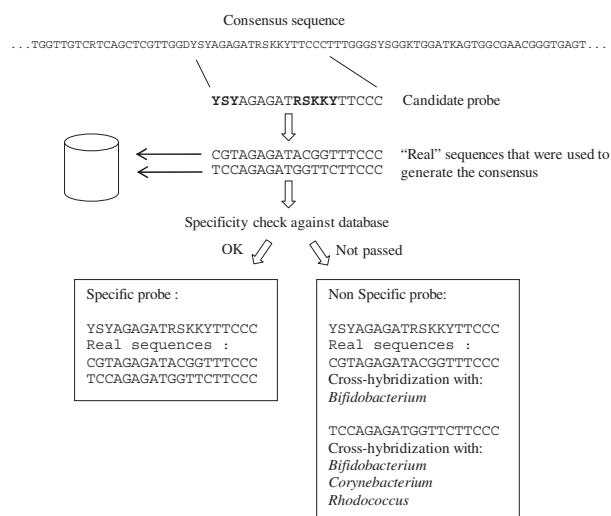 Consensus sequence
...TGGTTGTCRTCAGCTCGTTGGDYSYAGAGATRSKKYTTCCCTTTGGGSYSGGKTGGATKAGTGGCGAACGGGTGAGT...
YSYAGAGATRSKKYTTCCC Candidate probe
CGTAGAGATACGGTTTCCC "Real" sequences that were used to
TCCAGAGATGGTTCTTCCC generate the consensus
Specificity check against database
OK Not passed
Specific probe :
YSYAGAGATRSKKYTTCCC
Real sequences :
CGTAGAGATACGGTTTCCC
TCCAGAGATGGTTCTTCCC
Non Specific probe:
YSYAGAGATRSKKYTTCCC
Real sequences :
CGTAGAGATACGGTTTCCC
Cross-hybridization with:
Bifidobacterium
TCCAGAGATGGTTCTTCCC
Cross-hybridization with:
Bifidobacterium
Corynebacterium
Rhodococcus